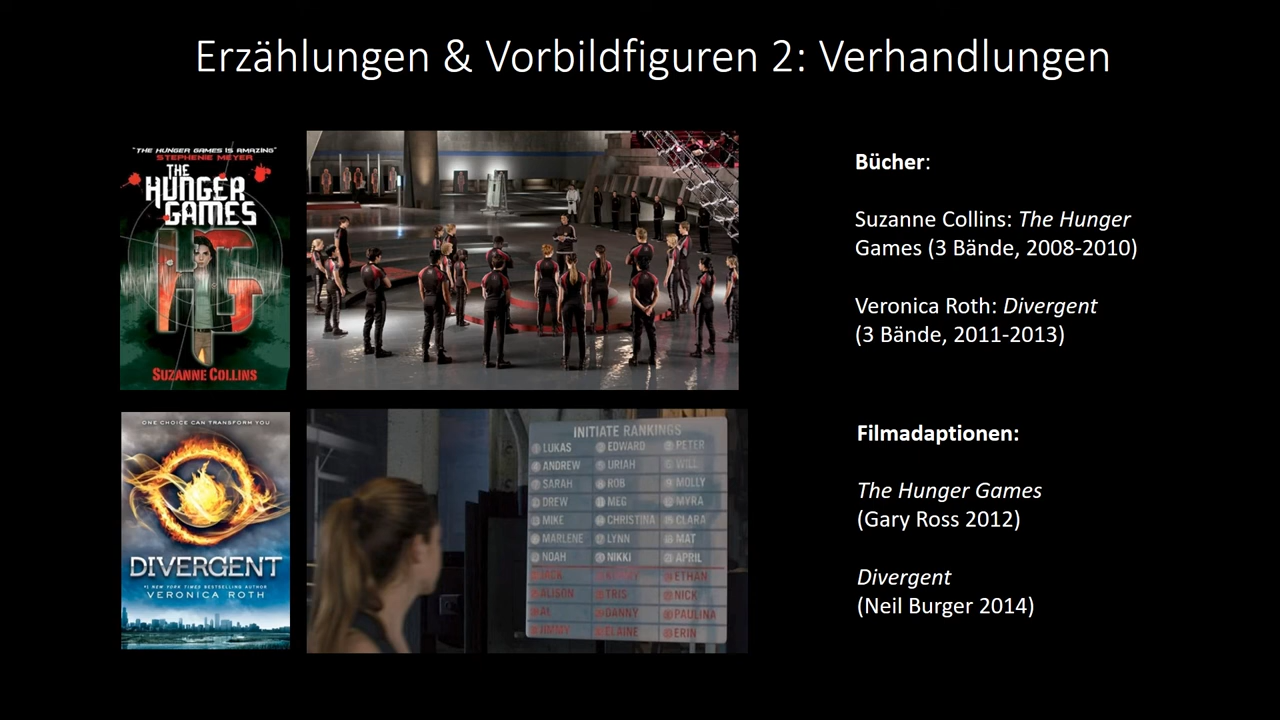 Erzählungen & Vorbildfiguren 2: Verhandlungen
"THE HUNGER GAMES IS AMAZING"
STEPHENIE MEYER
THE
HUNGER
GAMES
HG
SUZANNE COLLINS
Bücher:
Suzanne Collins: The Hunger
Games (3 Bände, 2008-2010)
Veronica Roth: Divergent
(3 Bände, 2011-2013)
ONE CHOICE CAN TRANSFORM YOU
DIVERGENT
#1 NEW YORK TIMES BESTSELLING AUTHOR
VERONICA ROTH
INITIATE RANKINGS
LUKAS EDWARD PETER
ANDREW URIAH WILL
SARAH ROB MOLLY
DREW MEG MYRA
MIKE CHRISTINA CLARA
MARLENE LYNN MAT
NOAH NIKKI APRIL
JACK ETHAN
ALISON TRIS NICK
AL DANNY PAULINA
JIMMY ELAINE ERIN
Filmadaptionen:
The Hunger Games
(Gary Ross 2012)
Divergent
(Neil Burger 2014)